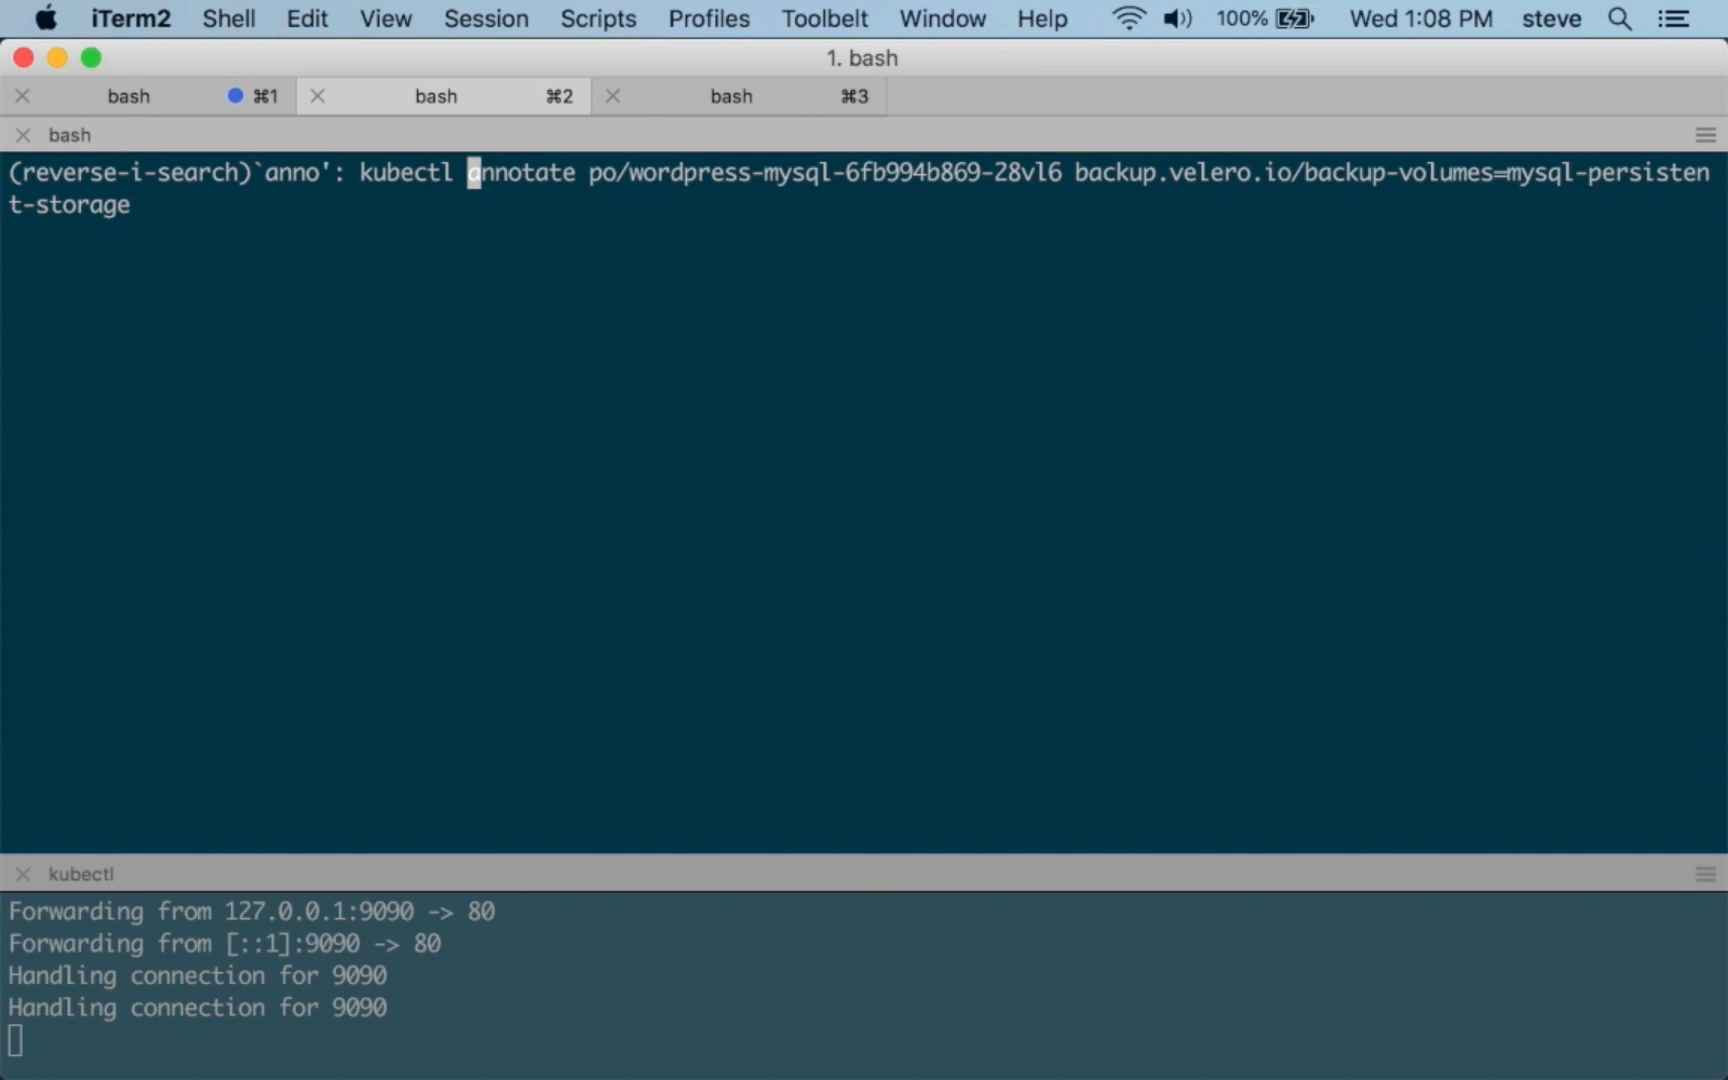 iTerm2 Shell Edit View Session Scripts Profiles Toolbelt Window Help 100% Wed 1:08 PM steve
1. bash
bash ⌘1 bash ⌘2 bash ⌘3
bash
(reverse-i-search)`anno': kubectl annotate po/wordpress-mysql-6fb994b869-28vl6 backup.velero.io/backup-volumes=mysql-persisten
t-storage
kubectl
Forwarding from 127.0.0.1:9090 -> 80
Forwarding from [::1]:9090 -> 80
Handling connection for 9090
Handling connection for 9090